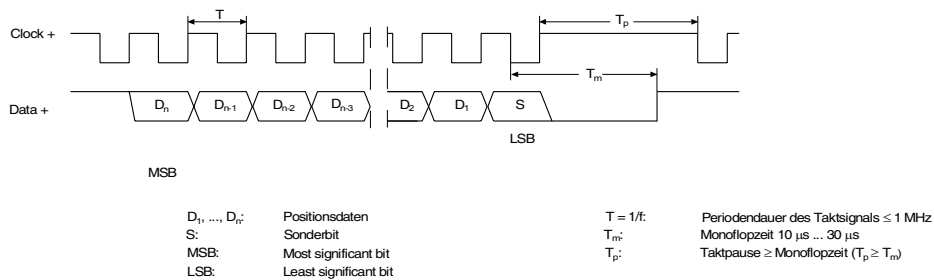 T
Tp
Clock +
Tm
Data +
Dn
Dn-1
Dn-2
Dn-3
D2
D1
S
LSB
MSB
D1, ..., Dn: Positionsdaten
S: Sonderbit
MSB: Most significant bit
LSB: Least significant bit
T = 1/f: Periodendauer des Taktsignals ≤ 1 MHz
Tm: Monoflopzeit 10 μs ... 30 μs
Tp: Taktpause ≥ Monoflopzeit (Tp ≥ Tm)